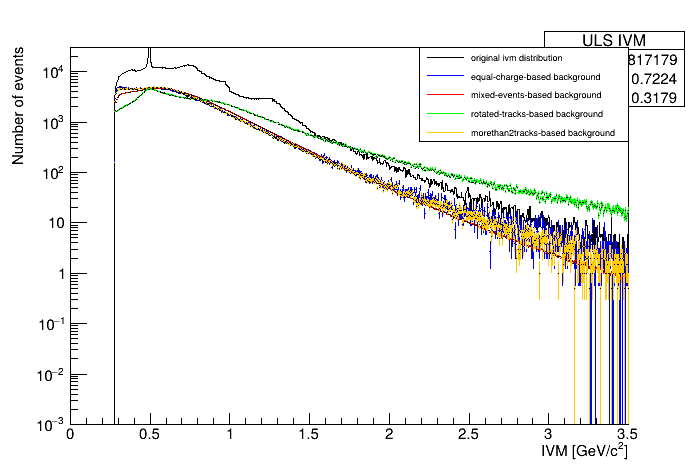 ULS IVM
817179
0.7224
0.3179
original ivm distribution
equal-charge-based background
mixed-events-based background
rotated-tracks-based background
morethan2tracks-based background
Number of events
10⁴
10³
10²
10
1
10⁻¹
10⁻²
10⁻³
0 0.5 1 1.5 2 2.5 3 3.5
IVM [GeV/c²]